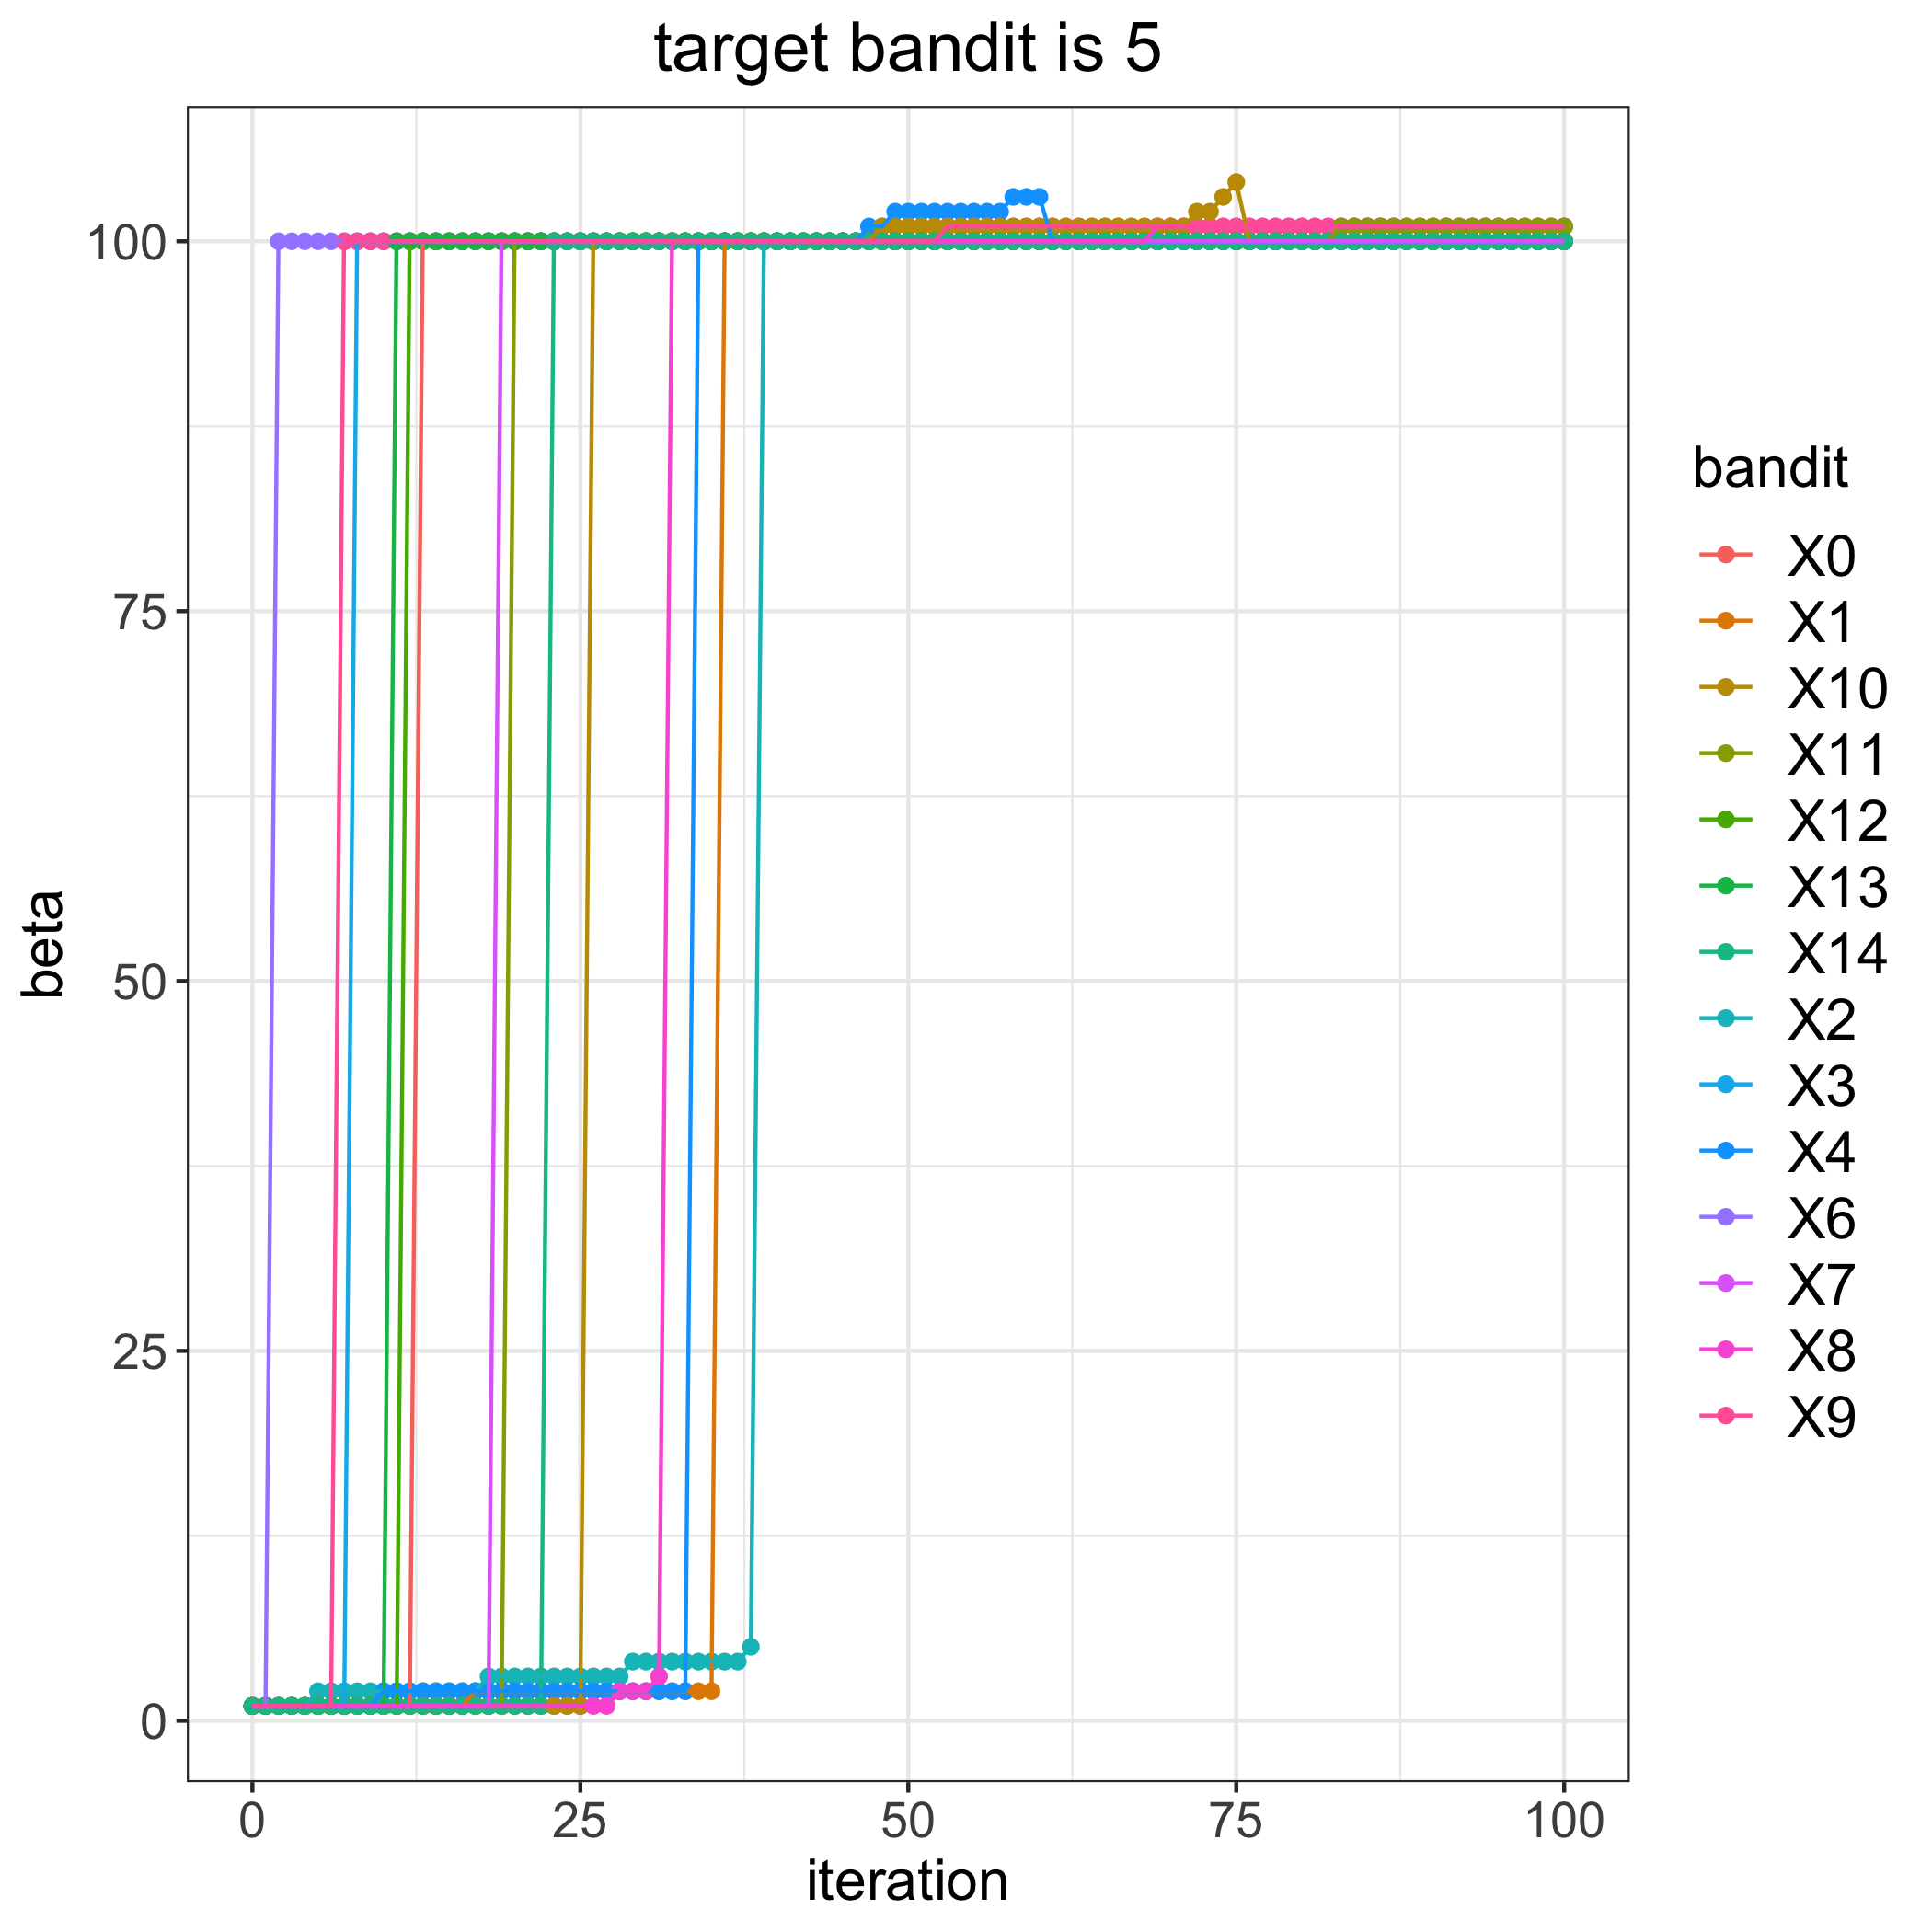 target bandit is 5
100
75
50
25
0
beta
0 25 50 75 100
iteration
bandit
X0
X1
X10
X11
X12
X13
X14
X2
X3
X4
X6
X7
X8
X9